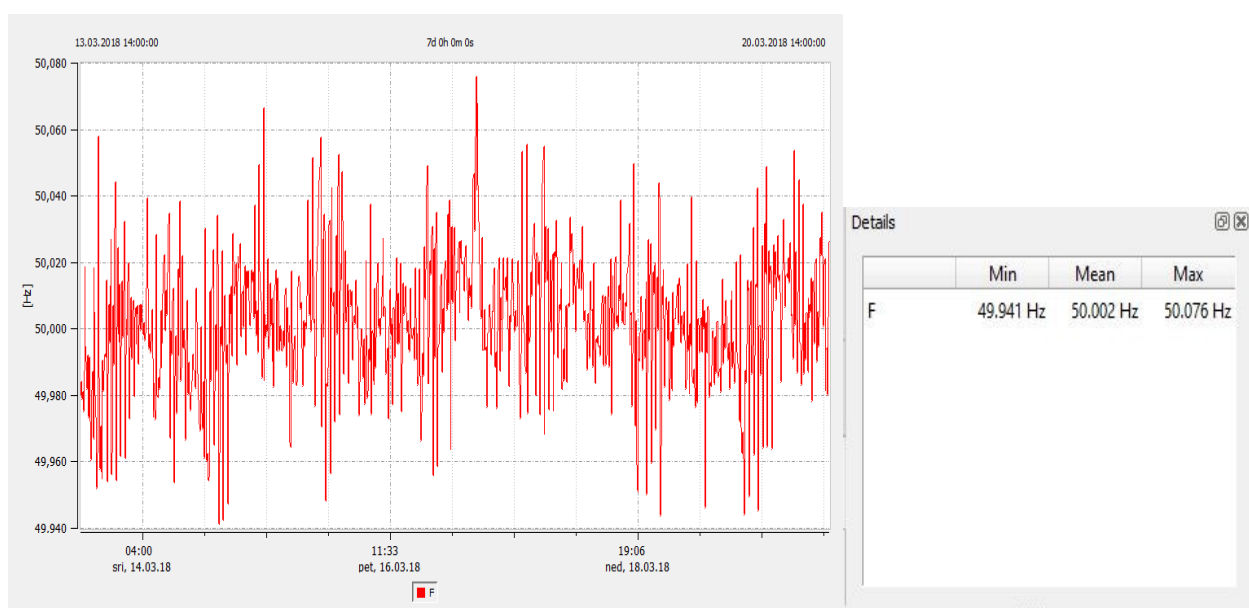 13.03.2018 14:00:00 7d 0h 0m 0s 20.03.2018 14:00:00
50,080
50,060
50,040
50,020
[Hz]
50,000
49,980
49,960
49.940
04:00 11:33 19:06
sri, 14.03.18 pet, 16.03.18 ned, 18.03.18
F
Details
Min Mean Max
F 49.941 Hz 50.002 Hz 50.076 Hz